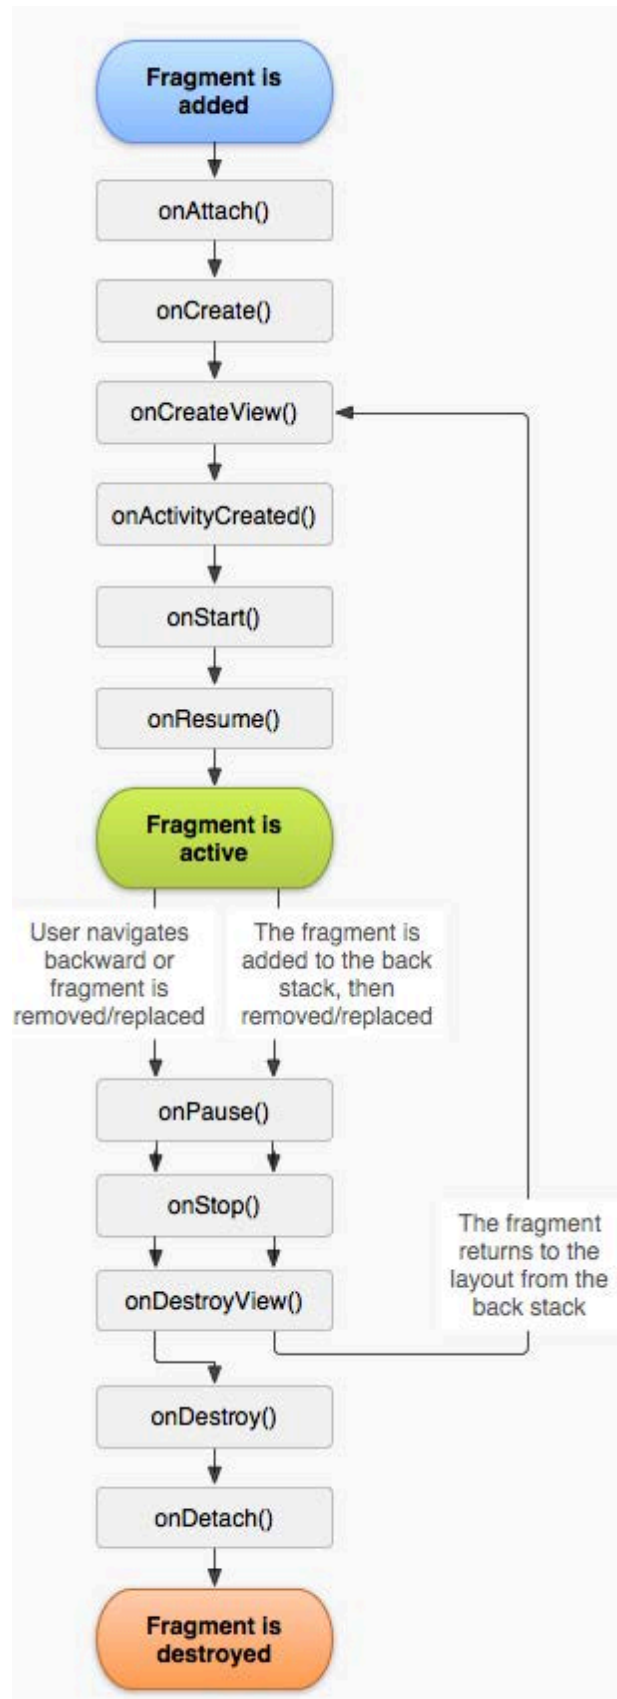 Fragment is
added
onAttach()
onCreate()
onCreateView()
onActivityCreated()
onStart()
onResume()
Fragment is
active
User navigates
backward or
fragment is
removed/replaced
The fragment is
added to the back
stack, then
removed/replaced
onPause()
onStop()
onDestroyView()
The fragment
returns to the
layout from the
back stack
onDestroy()
onDetach()
Fragment is
destroyed